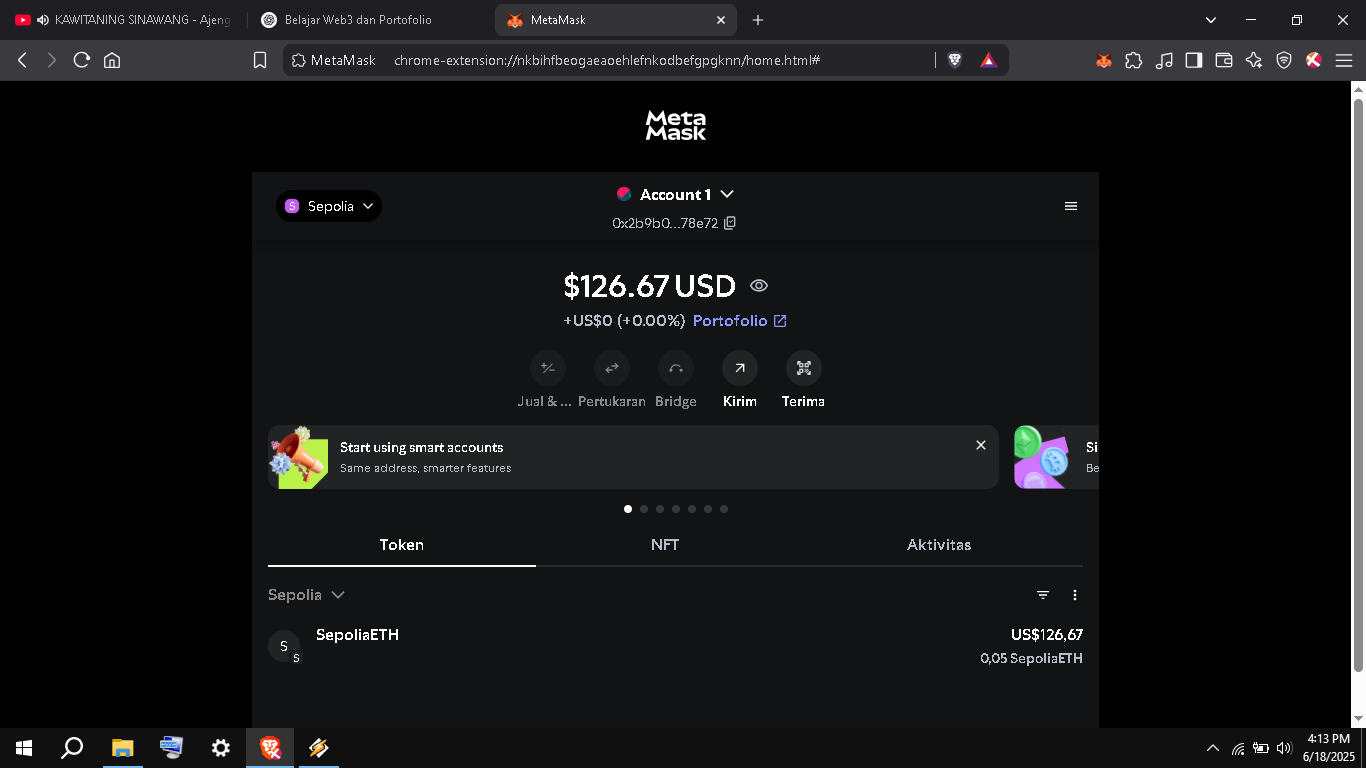 KAWITANING SINAWANG - Ajeng
Belajar Web3 dan Portofolio
MetaMask
MetaMask chrome-extension://nkbihfbeogaeaoehlefnkodbefgpgknn/home.html#
Meta
Mask
S Sepolia
Account 1
0x2b9b0...78e72
$126.67 USD
+US$0 (+0.00%) Portofolio
Jual & ... Pertukaran Bridge Kirim Terima
Start using smart accounts
Same address, smarter features
Si
Be
Token NFT Aktivitas
Sepolia
S
S
SepoliaETH US$126,67
0,05 SepoliaETH
4:13 PM
6/18/2025